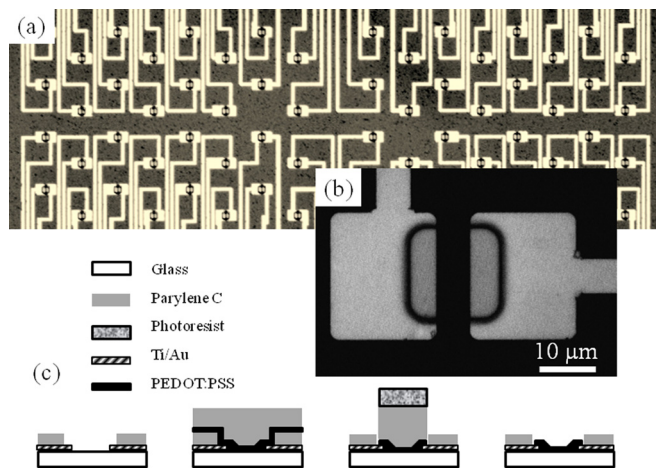 (a)
(b)
10 μm
Glass
Parylene C
Photoresist
Ti/Au
PEDOT:PSS
(c)